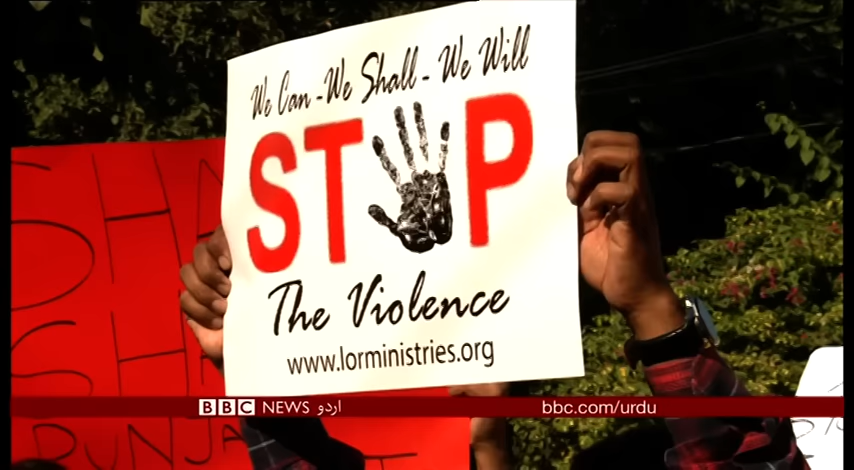 We Can - We Shall - We Will
STOP
The Violence
www.lorministries.org
BBC NEWS اردو
bbc.com/urdu